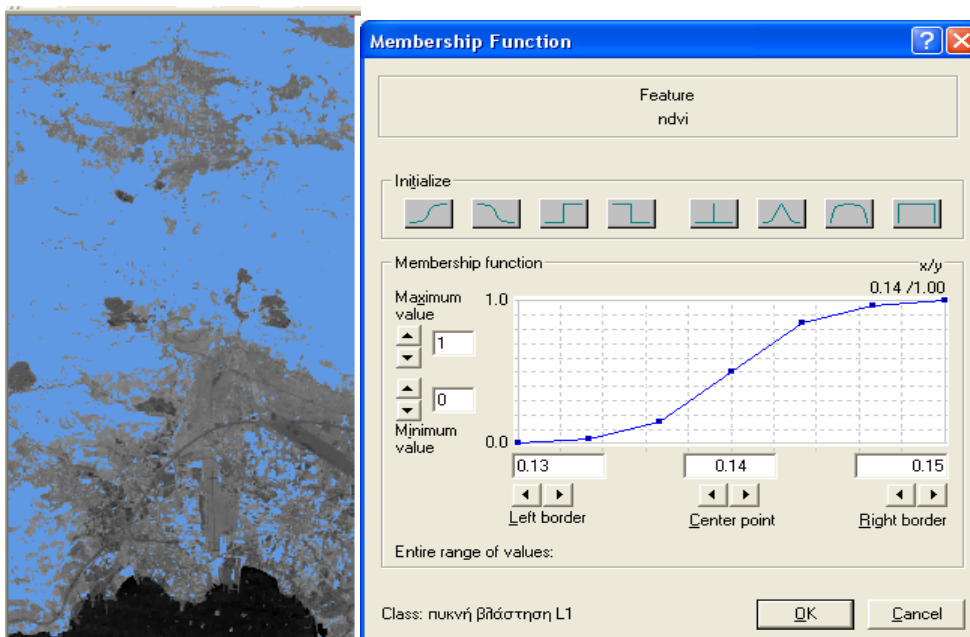 Membership Function
Feature
ndvi
Initialize
Membership function
x/y
0.14 /1.00
Maximum
value
1
0
Minimum
value
1.0
0.0
0.13 0.14 0.15
Left border Center point Right border
Entire range of values:
Class: πυκνή βλάστηση L1
OK Cancel